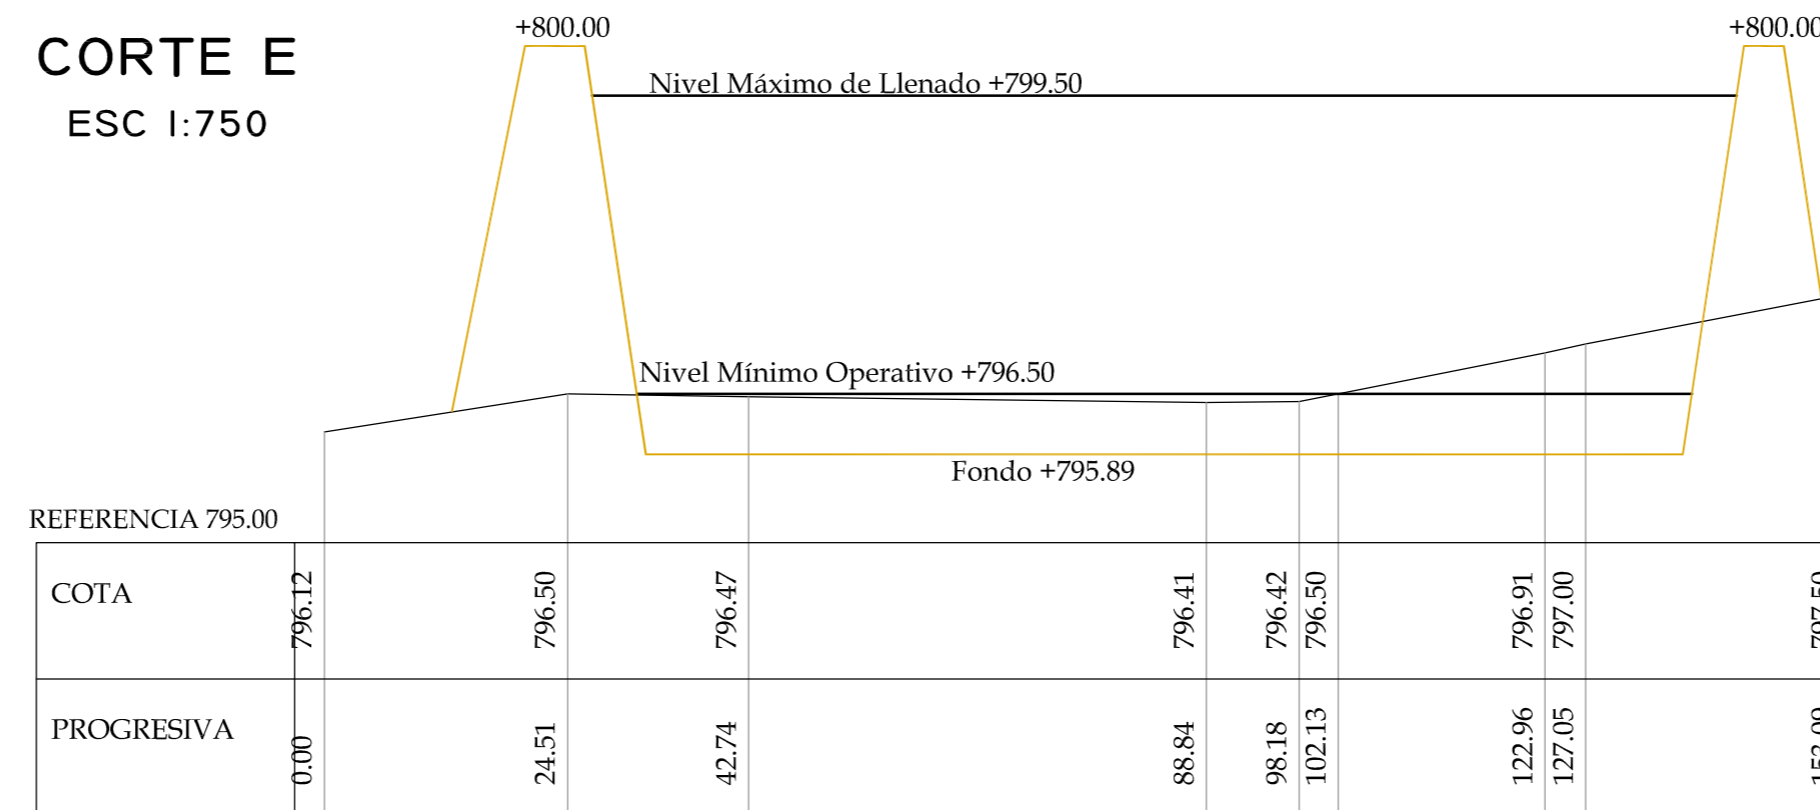 +800.00
+800.00
CORTE E
ESC 1:750
Nivel Máximo de Llenado +799.50
Nivel Mínimo Operativo +796.50
Fondo +795.89
REFERENCIA 795.00
COTA 796.12 796.50 796.47 796.41 796.42 796.50 796.91 797.00
PROGRESIVA 0.00 24.51 42.74 88.84 98.18 102.13 122.96 127.05